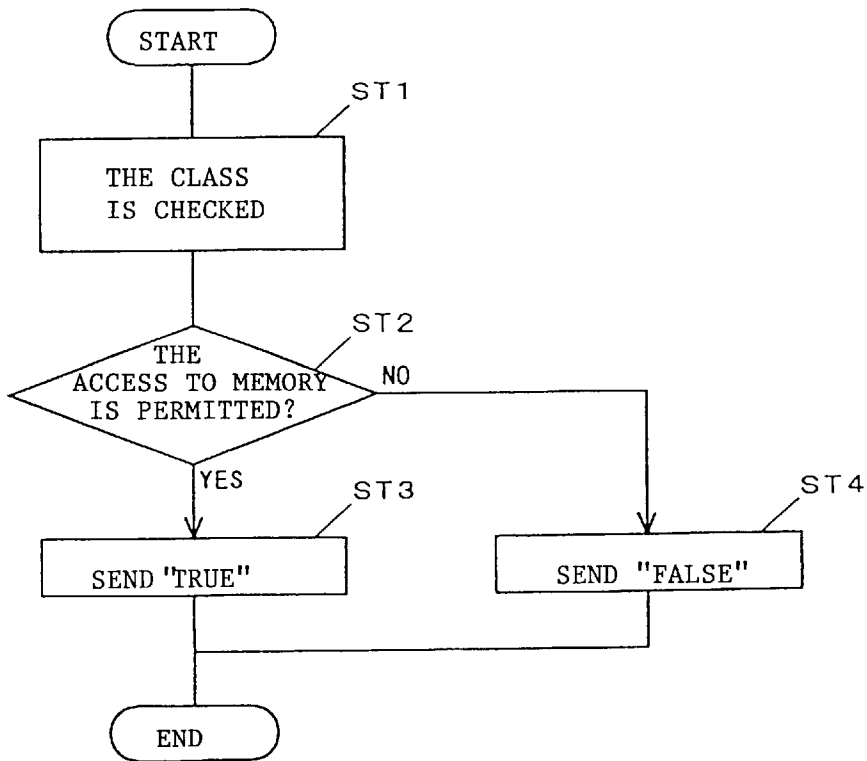 START
ST1
THE CLASS
IS CHECKED
ST2
THE
ACCESS TO MEMORY
IS PERMITTED?
NO
YES
ST3
ST4
SEND "TRUE"
SEND "FALSE"
END